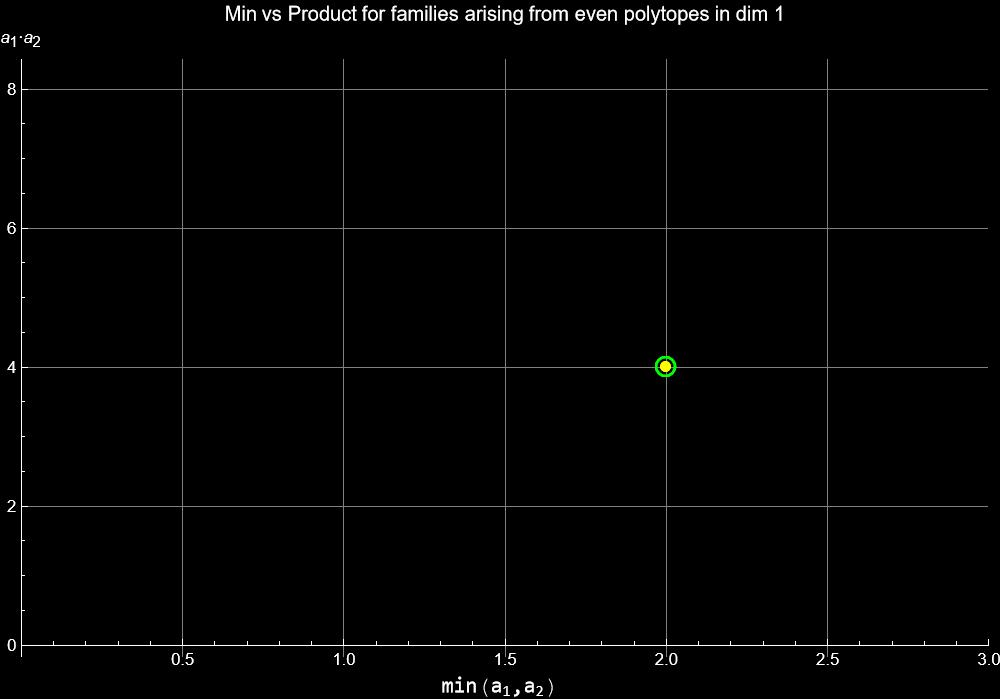 Min vs Product for families arising from even polytopes in dim 1
a₁·a₂
8
6
4
2
0
0.5 1.0 1.5 2.0 2.5 3.0
min(a₁,a₂)